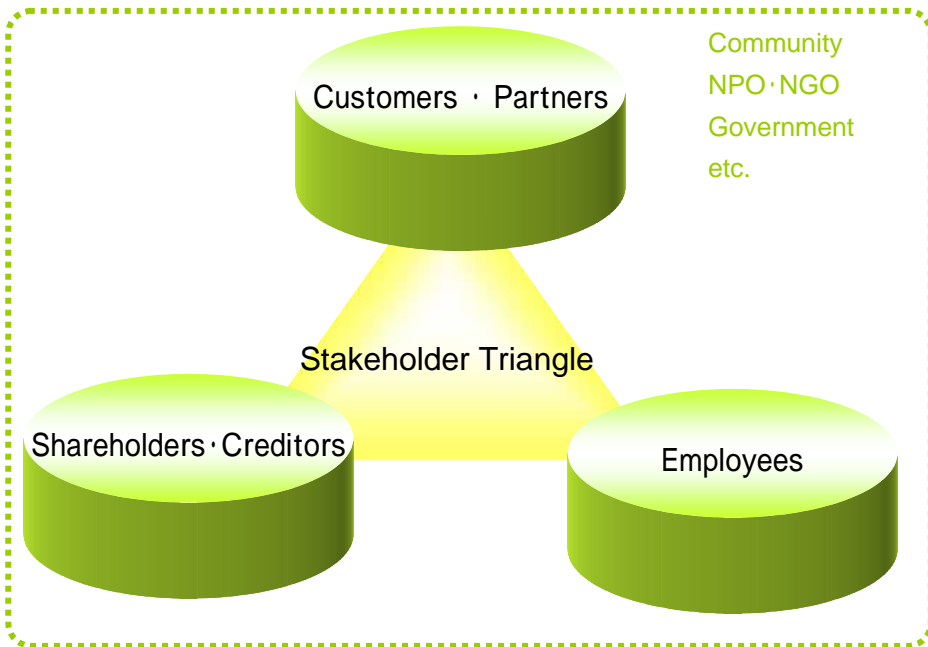 Customers · Partners
Community
NPO·NGO
Government
etc.
Stakeholder Triangle
Shareholders·Creditors
Employees